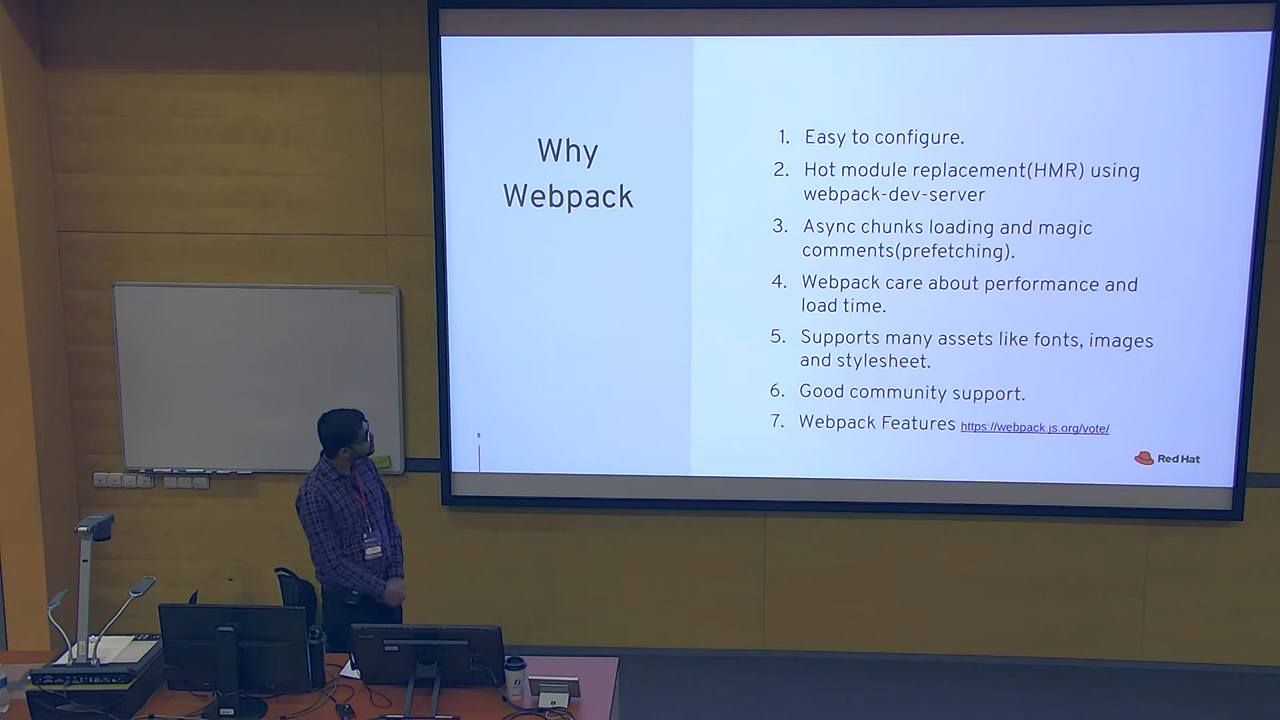 Why
Webpack
1. Easy to configure.
2. Hot module replacement(HMR) using
webpack-dev-server
3. Async chunks loading and magic
comments(prefetching).
4. Webpack care about performance and
load time.
5. Supports many assets like fonts, images
and stylesheet.
6. Good community support.
7. Webpack Features https://webpack.js.org/vote/
8
Red Hat